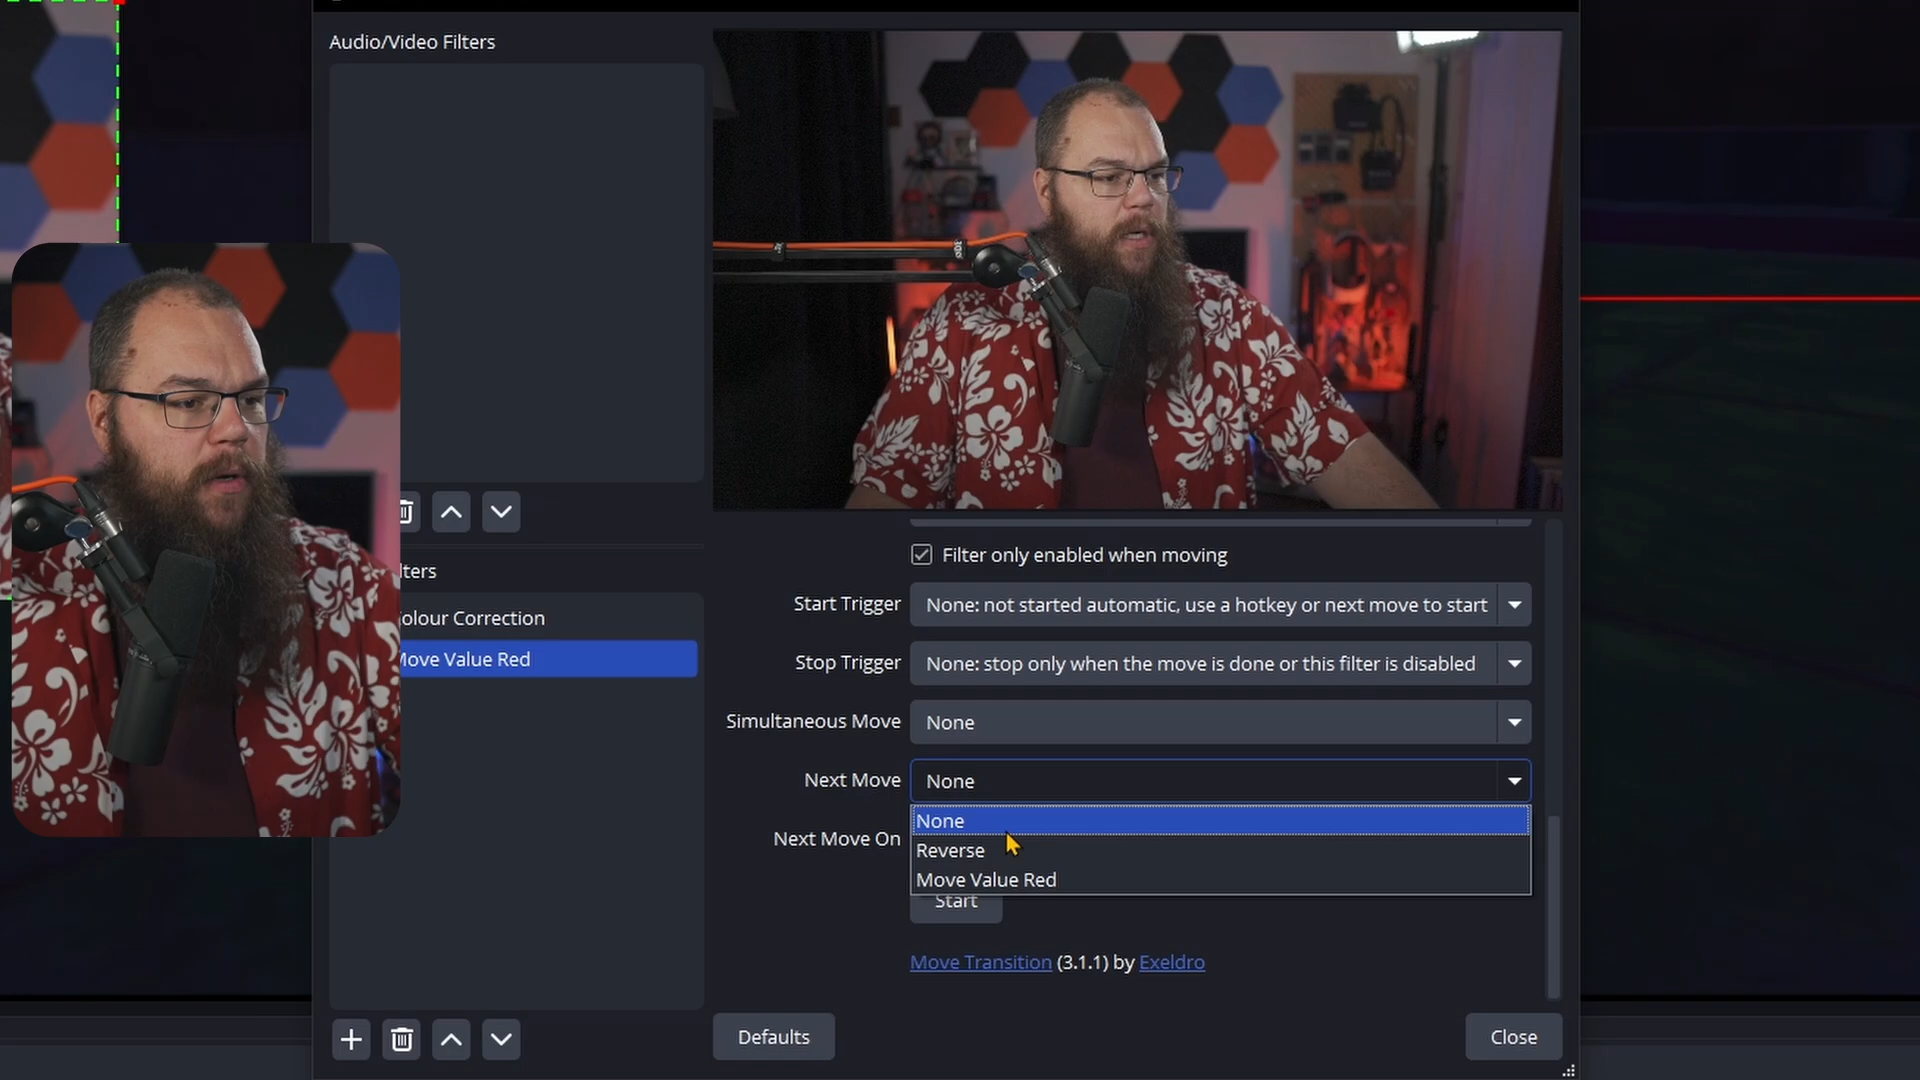 Audio/Video Filters
lters
olour Correction
Move Value Red
Filter only enabled when moving
Start Trigger
None: not started automatic, use a hotkey or next move to start
Stop Trigger
None: stop only when the move is done or this filter is disabled
Simultaneous Move
None
Next Move
None
None
Next Move On
Reverse
Move Value Red
Start
Move Transition (3.1.1) by Exeldro
Defaults
Close